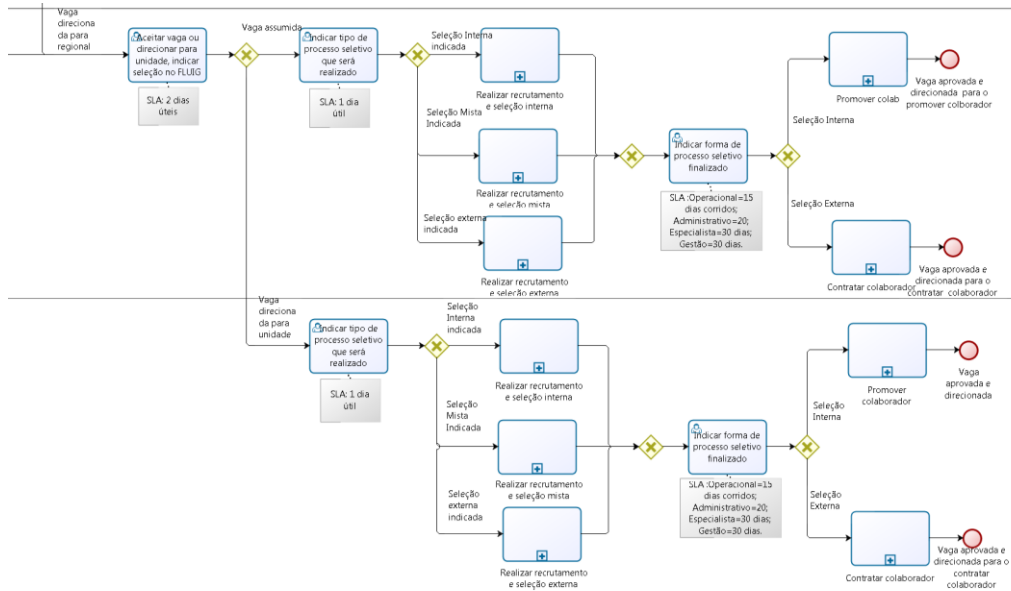 Vaga
direciona
da para
regional
Aceitar vaga ou
direcionar para
unidade, indicar
seleção no FLUIG
SLA: 2 dias
úteis
Vaga assumida
Indicar tipo de
processo seletivo
que será
realizado
SLA: 1 dia
útil
Seleção Interna
indicada
Realizar recrutamento
e seleção interna
Seleção Mista
Indicada
Realizar recrutamento
e seleção mista
Seleção externa
indicada
Realizar recrutamento
e seleção externa
Indicar forma de
processo seletivo
finalizado
SLA :Operacional=15
dias corridos;
Administrativo=20;
Especialista=30 dias;
Gestão=30 dias.
Seleção Interna
Promover colab
Vaga aprovada e
direcionada para o
promover colborador
Seleção Externa
Contratar colaborador
Vaga aprovada e
direcionada para o
contratar colaborador
Vaga
direciona
da para
unidade
Indicar tipo de
processo seletivo
que será
realizado
SLA: 1 dia
útil
Seleção
Interna
indicada
Realizar recrutamento
e seleção interna
Seleção
Mista
Indicada
Realizar recrutamento
e seleção mista
Seleção
externa
indicada
Realizar recrutamento
e seleção externa
Indicar forma de
processo seletivo
finalizado
SLA :Operacional=15
dias corridos;
Administrativo=20;
Especialista=30 dias;
Gestão=30 dias.
Seleção
Interna
Promover
colaborador
Vaga
aprovada e
direcionada
Seleção
Externa
Contratar colaborador
Vaga aprovada e
direcionada para o
contratar
colaborador